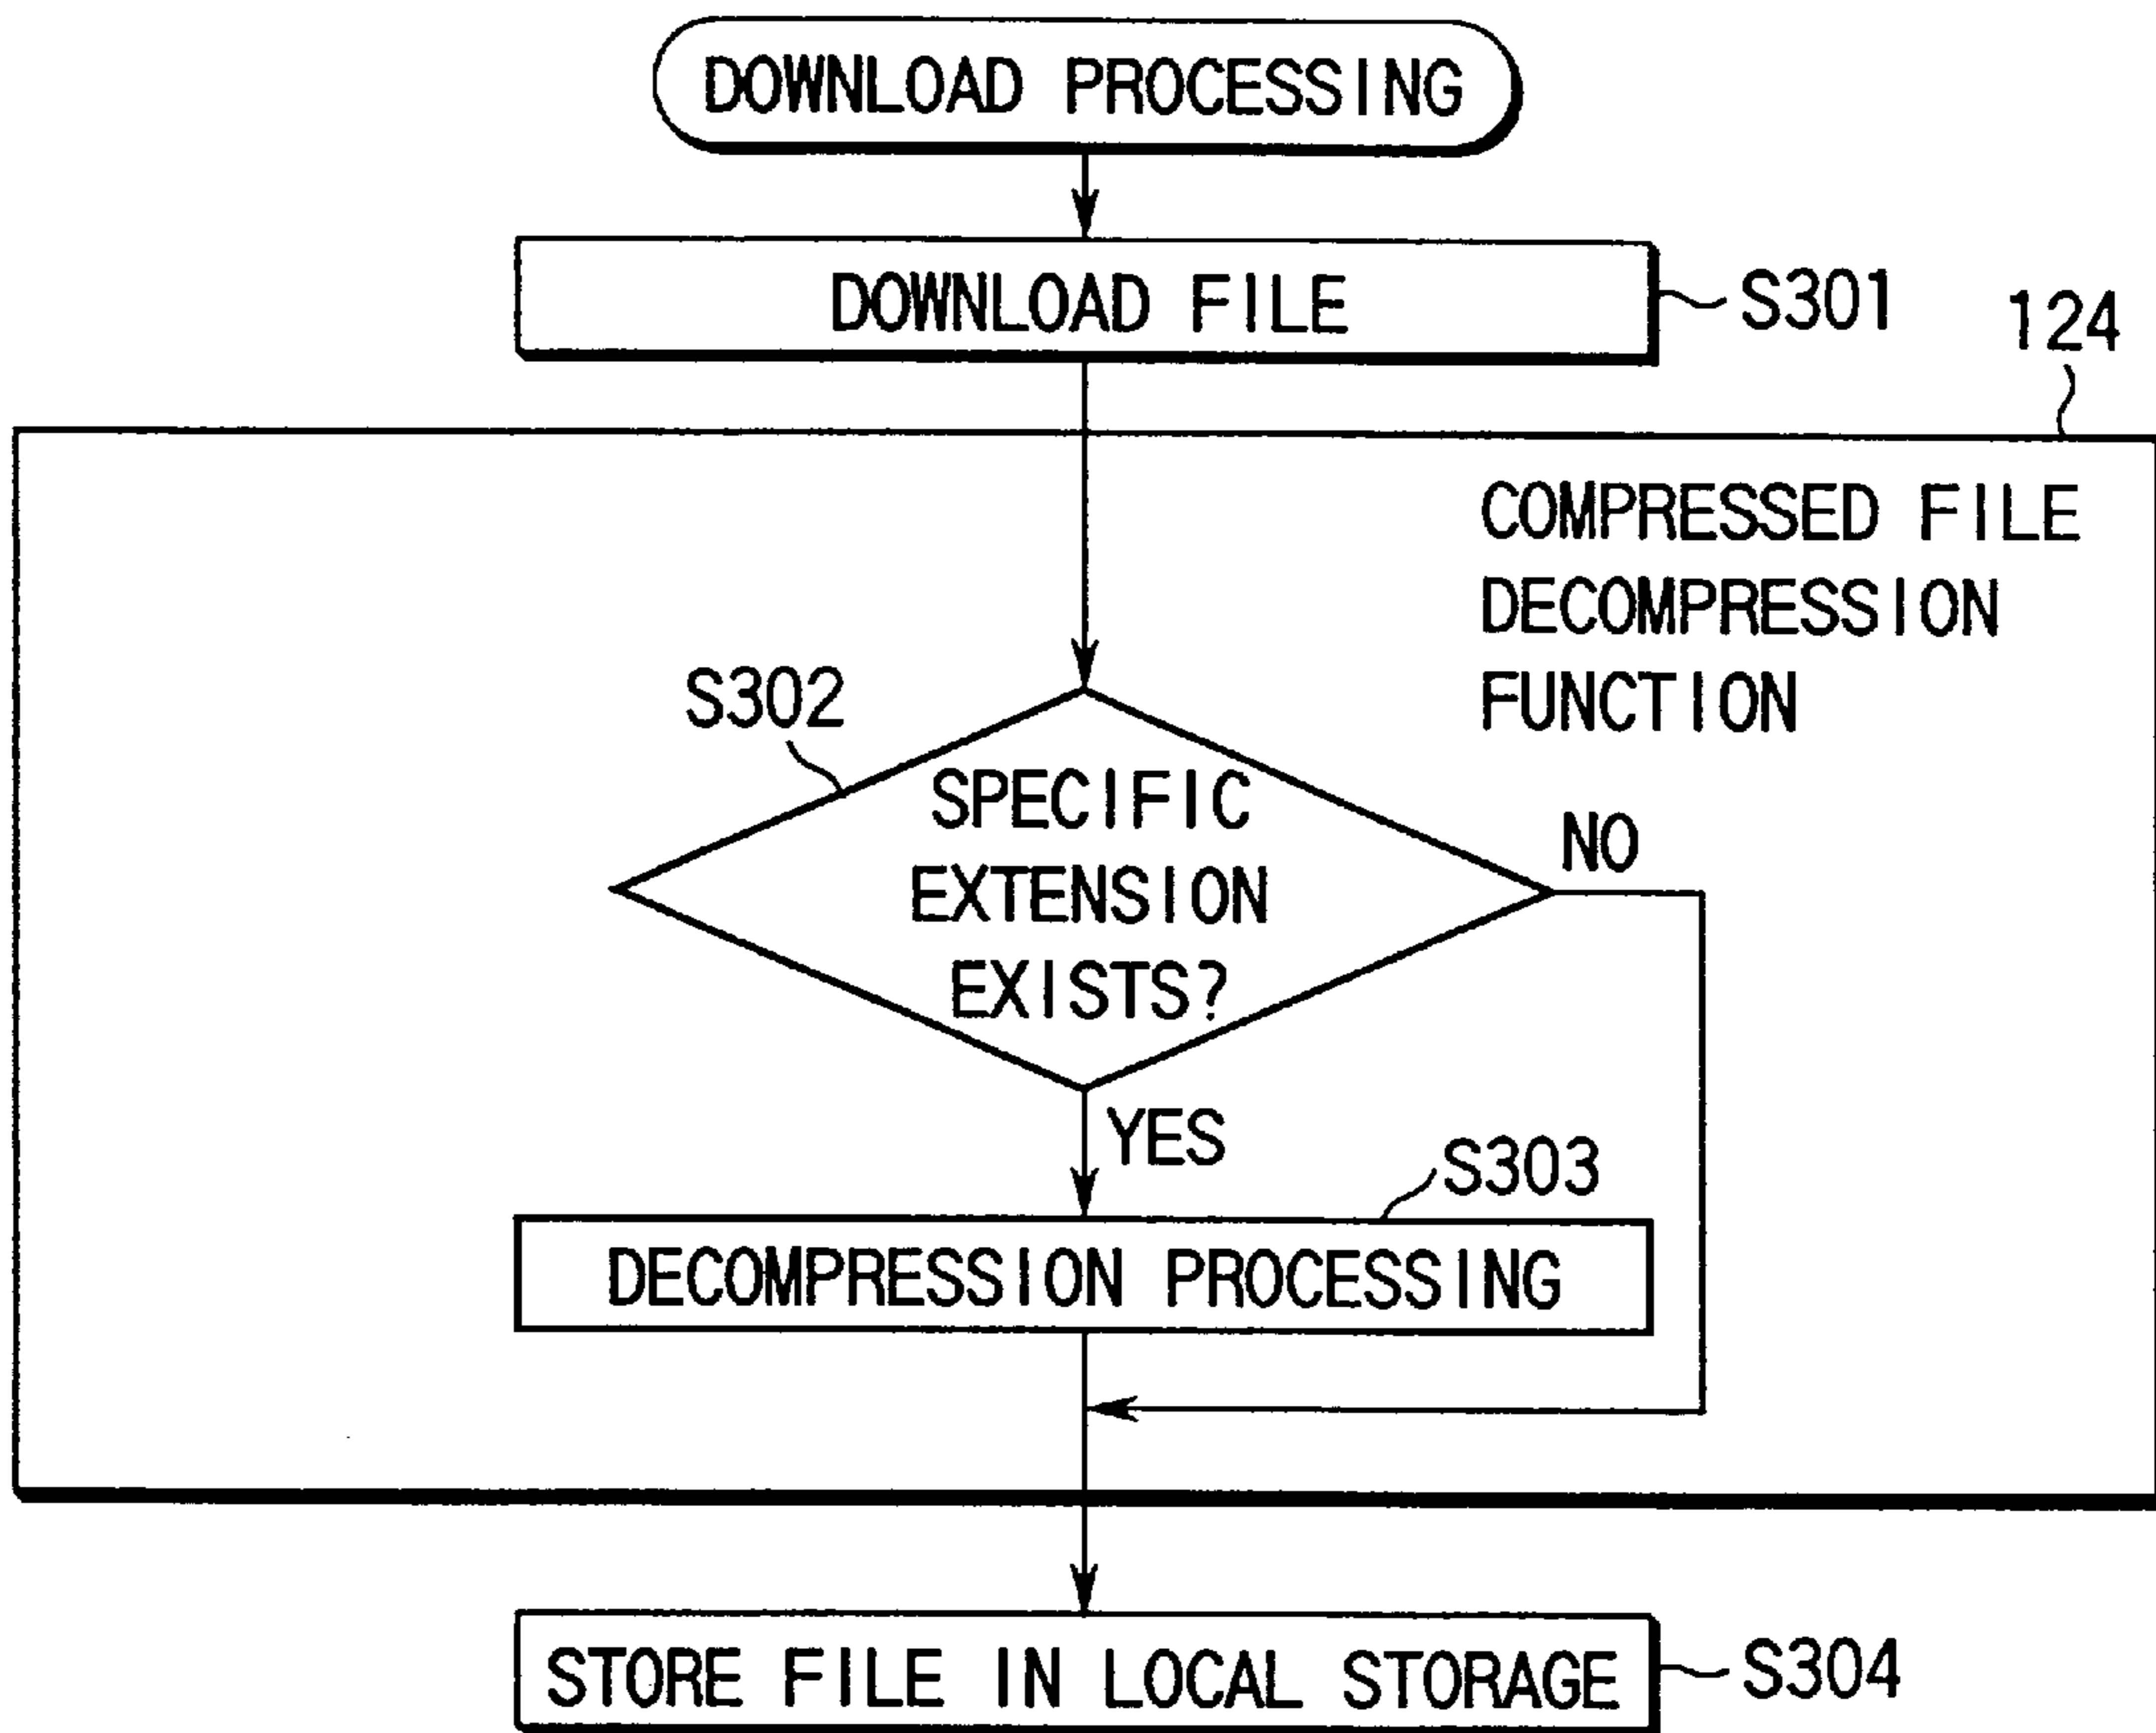 DOWNLOAD PROCESSING
DOWNLOAD FILE
S301
124
COMPRESSED FILE
DECOMPRESSION
FUNCTION
S302
SPECIFIC
EXTENSION
EXISTS?
NO
YES
S303
DECOMPRESSION PROCESSING
STORE FILE IN LOCAL STORAGE
S304